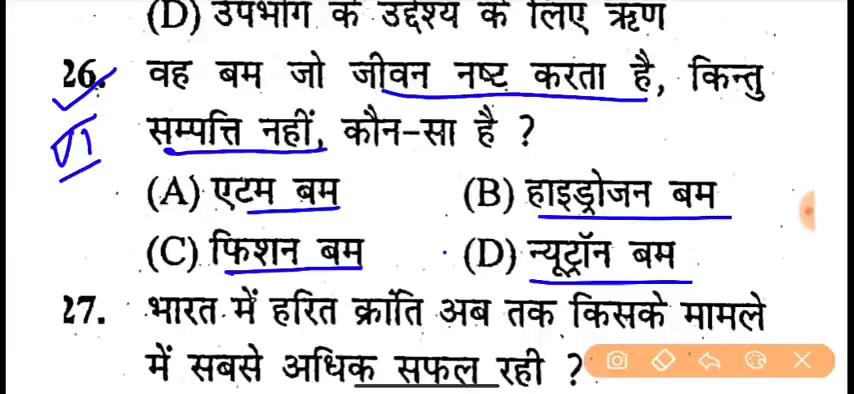 (D) उपभोग के उद्देश्य के लिए ऋण
26. वह बम जो जीवन नष्ट करता है, किन्तु
सम्पत्ति नहीं, कौन-सा है ?
(A) एटम बम (B) हाइड्रोजन बम
(C) फिशन बम (D) न्यूट्रॉन बम
27. भारत में हरित क्रांति अब तक किसके मामले
में सबसे अधिक सफल रही ?